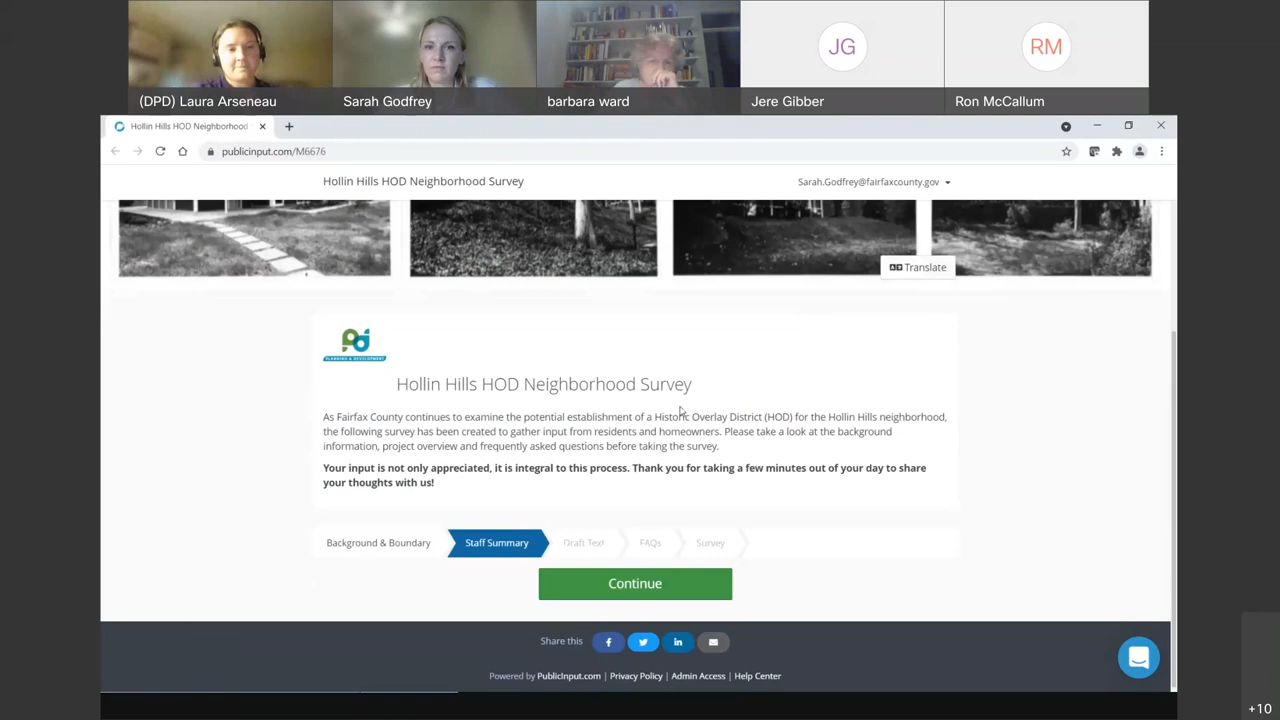 JG
RM
(DPD) Laura Arseneau
Sarah Godfrey
barbara ward
Jere Gibber
Ron McCallum
Hollin Hills HOD Neighborhood
publicinput.com/M6676
Hollin Hills HOD Neighborhood Survey
Sarah.Godfrey@fairfaxcounty.gov
Translate
PLANNING & DEVELOPMENT
Hollin Hills HOD Neighborhood Survey
As Fairfax County continues to examine the potential establishment of a Historic Overlay District (HOD) for the Hollin Hills neighborhood,
the following survey has been created to gather input from residents and homeowners. Please take a look at the background
information, project overview and frequently asked questions before taking the survey.
Your input is not only appreciated, it is integral to this process. Thank you for taking a few minutes out of your day to share
your thoughts with us!
Background & Boundary
Staff Summary
Draft Text
FAQs
Survey
Continue
Share this
Powered by PublicInput.com | Privacy Policy | Admin Access | Help Center
+10